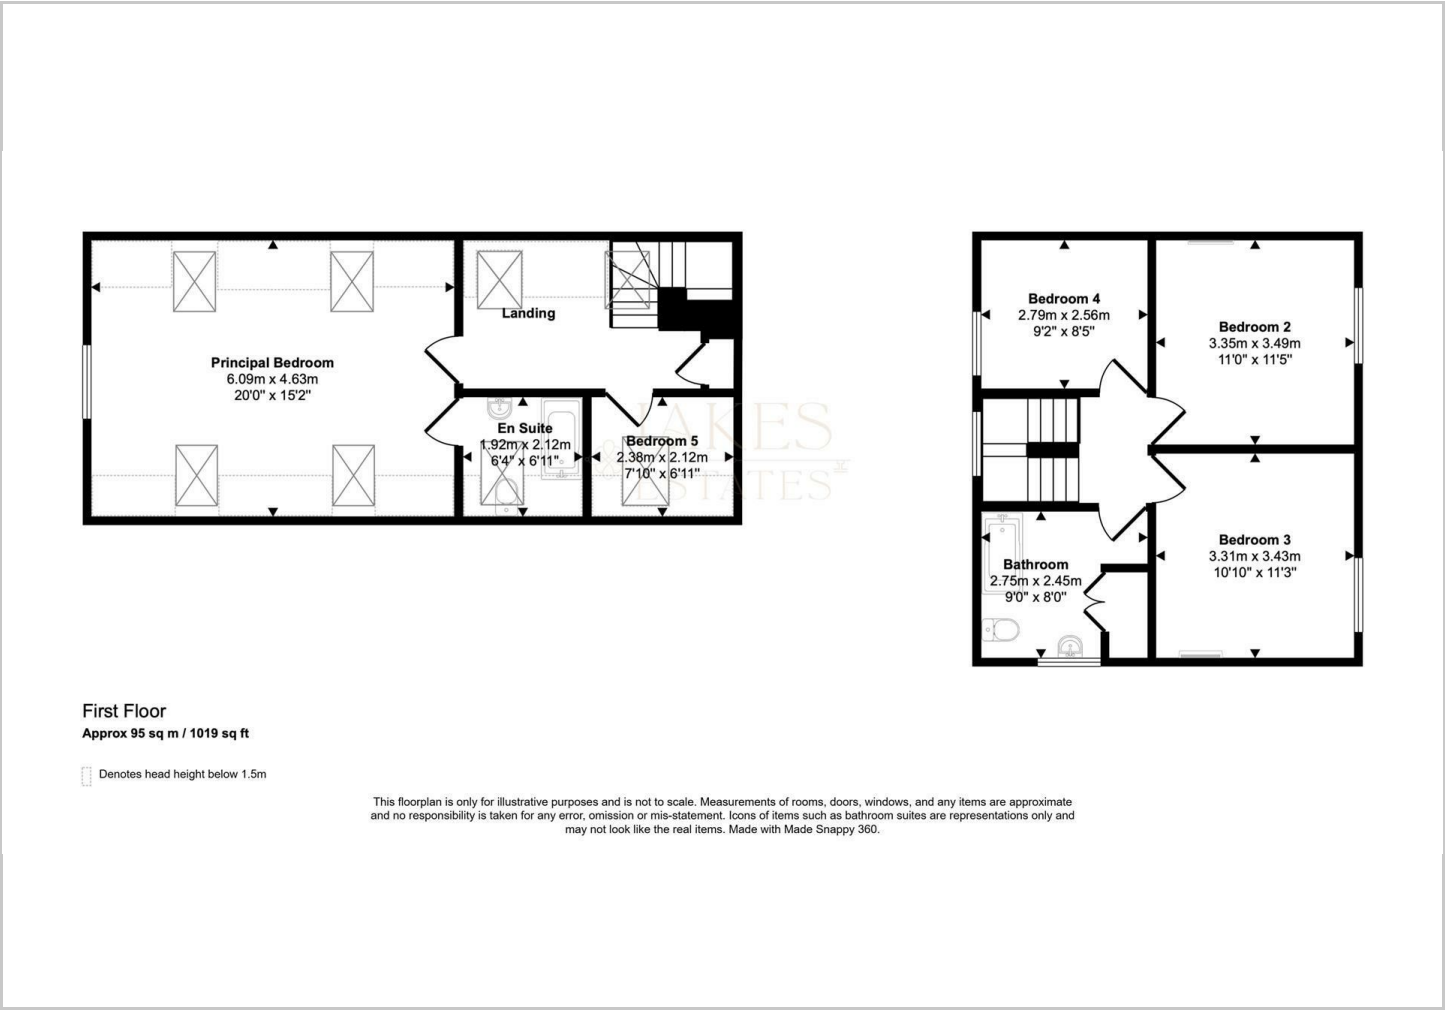 Principal Bedroom
6.09m x 4.63m
20'0" x 15'2"
Landing
En Suite
1.92m x 2.12m
6'4" x 6'11"
Bedroom 5
2.38m x 2.12m
7'10" x 6'11"
JAKES
ESTATES
Bedroom 4
2.79m x 2.56m
9'2" x 8'5"
Bedroom 2
3.35m x 3.49m
11'0" x 11'5"
Bedroom 3
3.31m x 3.43m
10'10" x 11'3"
Bathroom
2.75m x 2.45m
9'0" x 8'0"
First Floor
Approx 95 sq m / 1019 sq ft
Denotes head height below 1.5m
This floorplan is only for illustrative purposes and is not to scale. Measurements of rooms, doors, windows, and any items are approximate
and no responsibility is taken for any error, omission or mis-statement. Icons of items such as bathroom suites are representations only and
may not look like the real items. Made with Made Snappy 360.